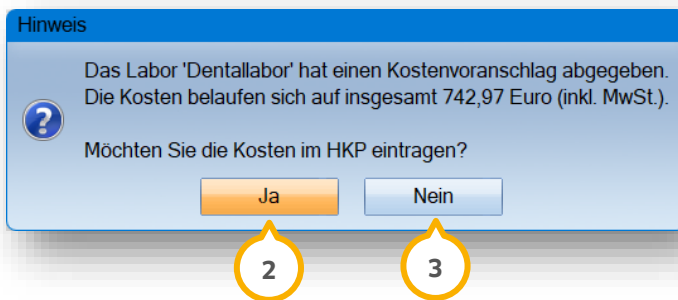 Hinweis
Das Labor 'Dentallabor' hat einen Kostenvoranschlag abgegeben.
Die Kosten belaufen sich auf insgesamt 742,97 Euro (inkl. MwSt.).
Möchten Sie die Kosten im HKP eintragen?
Ja Nein
2 3